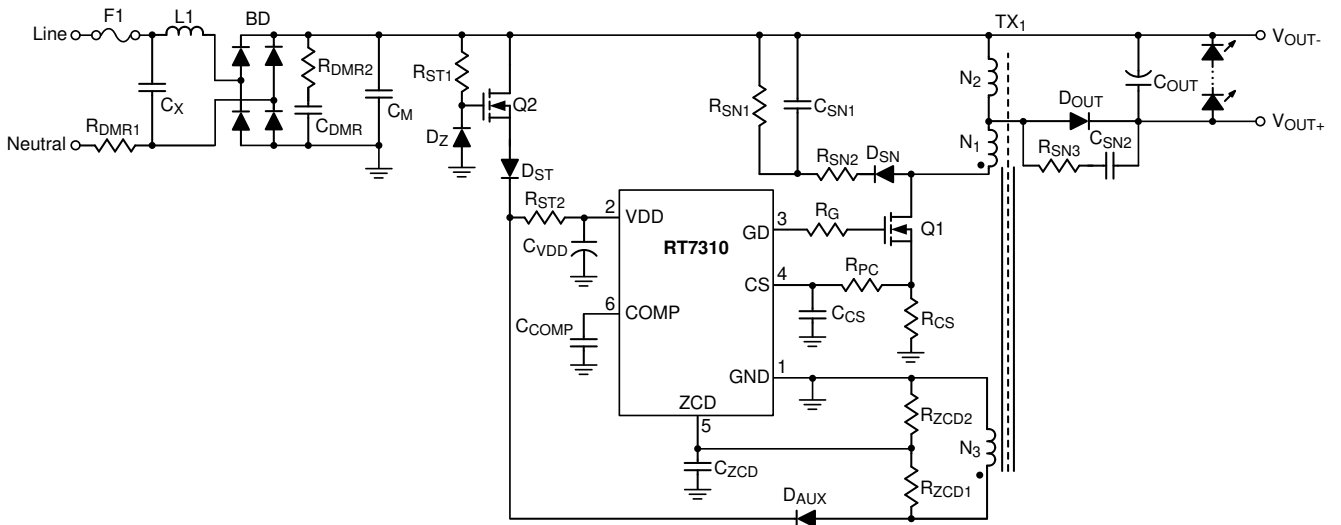 F1
L1
BD
TX1
Line
VOUT-
RDMR2
RST1
Q2
RSN1
CSN1
N2
COUT
CX
CDMR
CM
DOUT
RDMR1
Neutral
DZ
VOUT+
N1
CSN2
RSN3
DST
RSN2
DSN
RST2
2
VDD
RT7310
GD
3
RG
Q1
CVDD
CS
4
RPC
6
COMP
CCOMP
CCS
RCS
GND
1
ZCD
5
RZCD2
N3
CZCD
RZCD1
DAUX